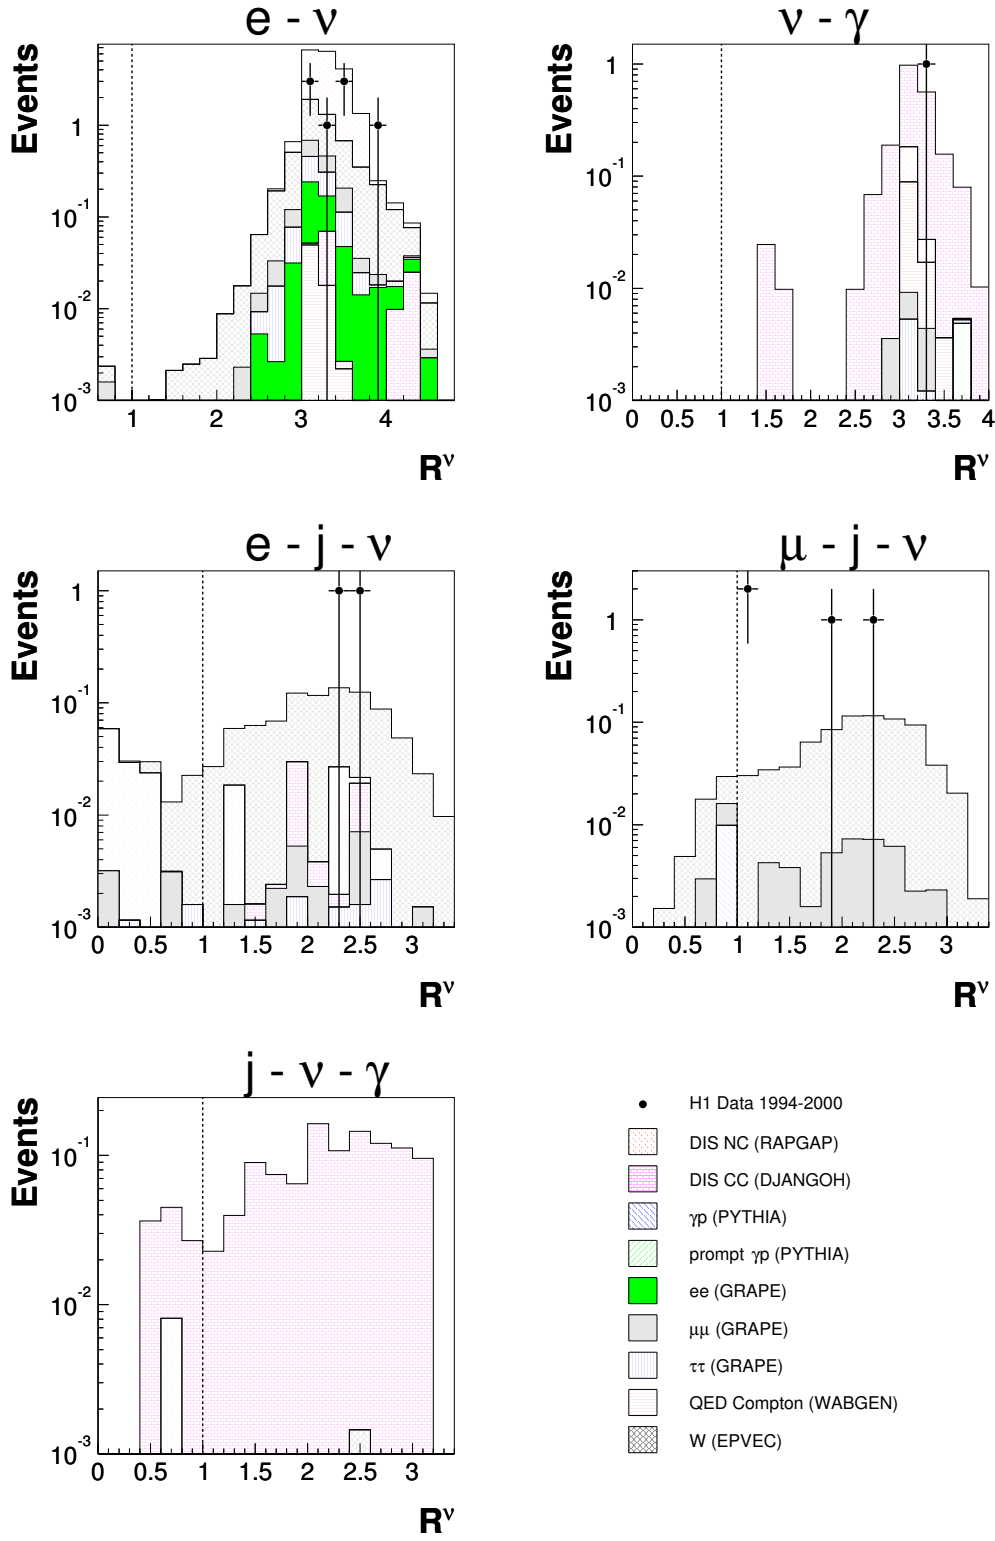 e - ν
Events
1
10⁻¹
10⁻²
10⁻³
1 2 3 4
Rν
ν - γ
Events
1
10⁻¹
10⁻²
10⁻³
0 0.5 1 1.5 2 2.5 3 3.5 4
Rν
e - j - ν
Events
1
10⁻¹
10⁻²
10⁻³
0 0.5 1 1.5 2 2.5 3
Rν
μ - j - ν
Events
1
10⁻¹
10⁻²
10⁻³
0 0.5 1 1.5 2 2.5 3
Rν
j - ν - γ
Events
10⁻¹
10⁻²
10⁻³
0 0.5 1 1.5 2 2.5 3
Rν
H1 Data 1994-2000
DIS NC (RAPGAP)
DIS CC (DJANGOH)
γp (PYTHIA)
prompt γp (PYTHIA)
ee (GRAPE)
μμ (GRAPE)
ττ (GRAPE)
QED Compton (WABGEN)
W (EPVEC)